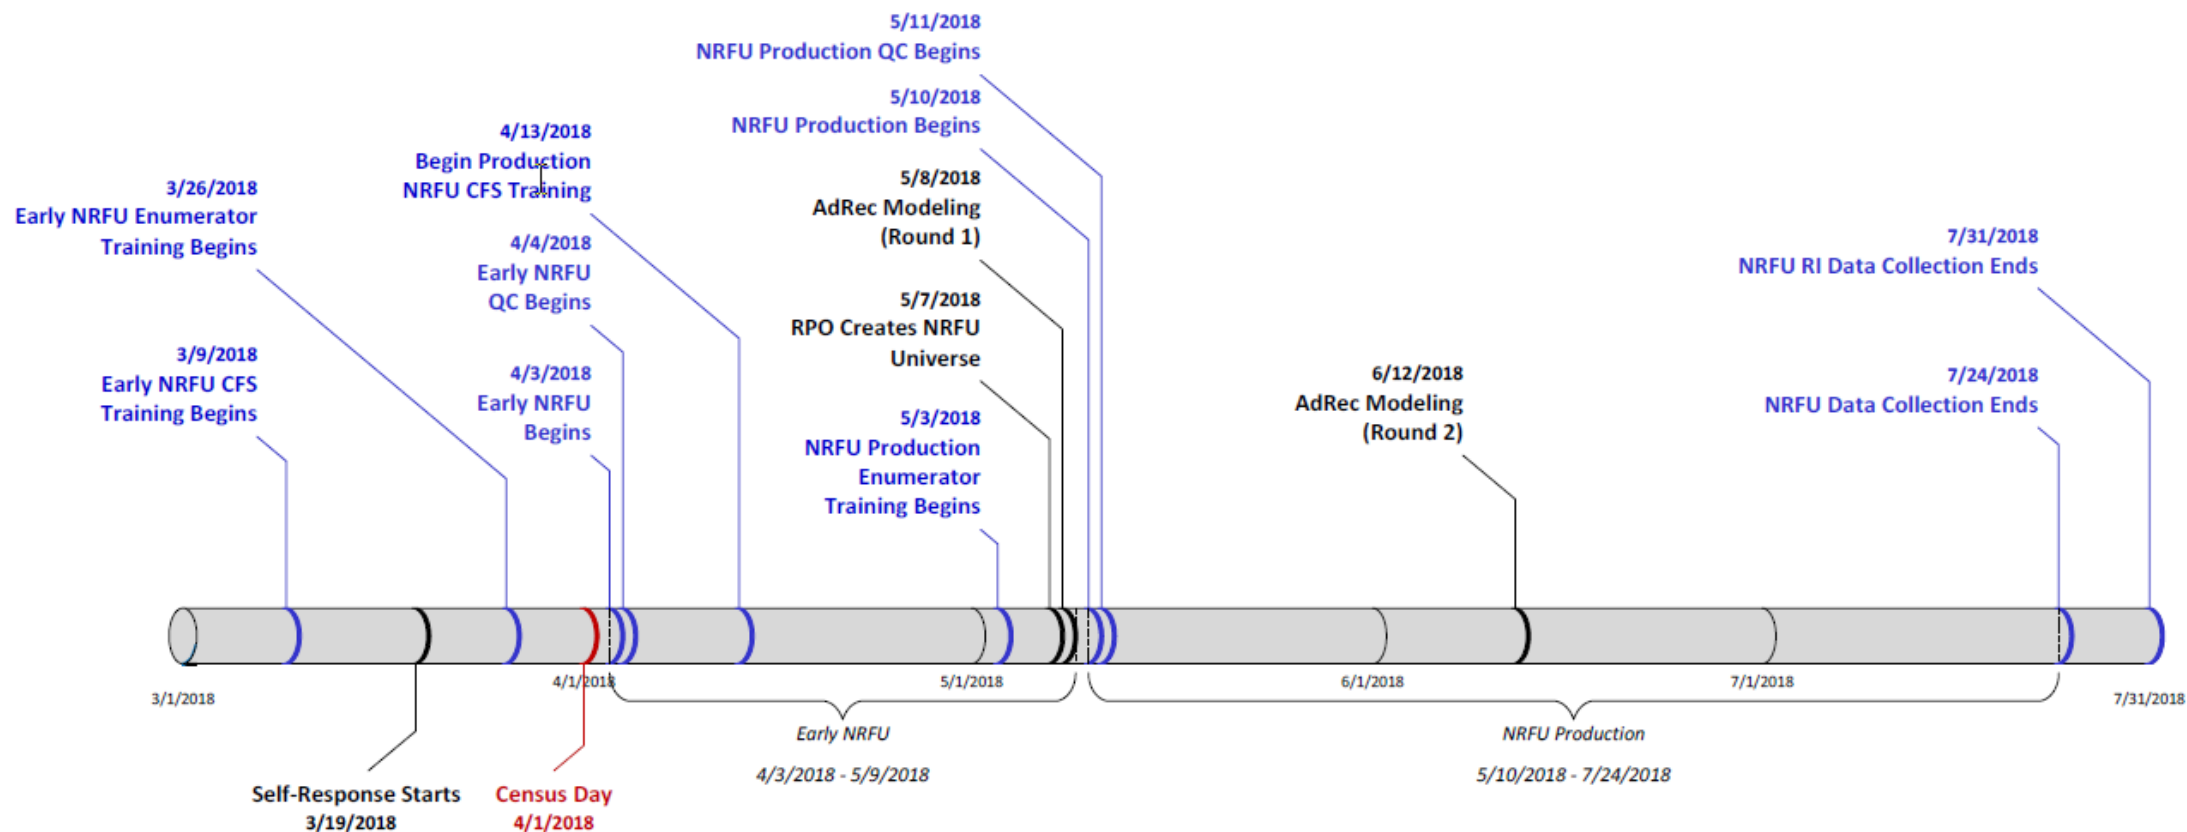 5/11/2018
NRFU Production QC Begins
5/10/2018
NRFU Production Begins
4/13/2018
Begin Production
NRFU CFS Training
5/8/2018
AdRec Modeling
(Round 1)
3/26/2018
Early NRFU Enumerator
Training Begins
4/4/2018
Early NRFU
QC Begins
7/31/2018
NRFU RI Data Collection Ends
5/7/2018
RPO Creates NRFU
Universe
3/9/2018
Early NRFU CFS
Training Begins
4/3/2018
Early NRFU
Begins
6/12/2018
AdRec Modeling
(Round 2)
7/24/2018
NRFU Data Collection Ends
5/3/2018
NRFU Production
Enumerator
Training Begins
3/1/2018
4/1/2018
5/1/2018
6/1/2018
7/1/2018
7/31/2018
Early NRFU
4/3/2018 - 5/9/2018
NRFU Production
5/10/2018 - 7/24/2018
Self-Response Starts
3/19/2018
Census Day
4/1/2018